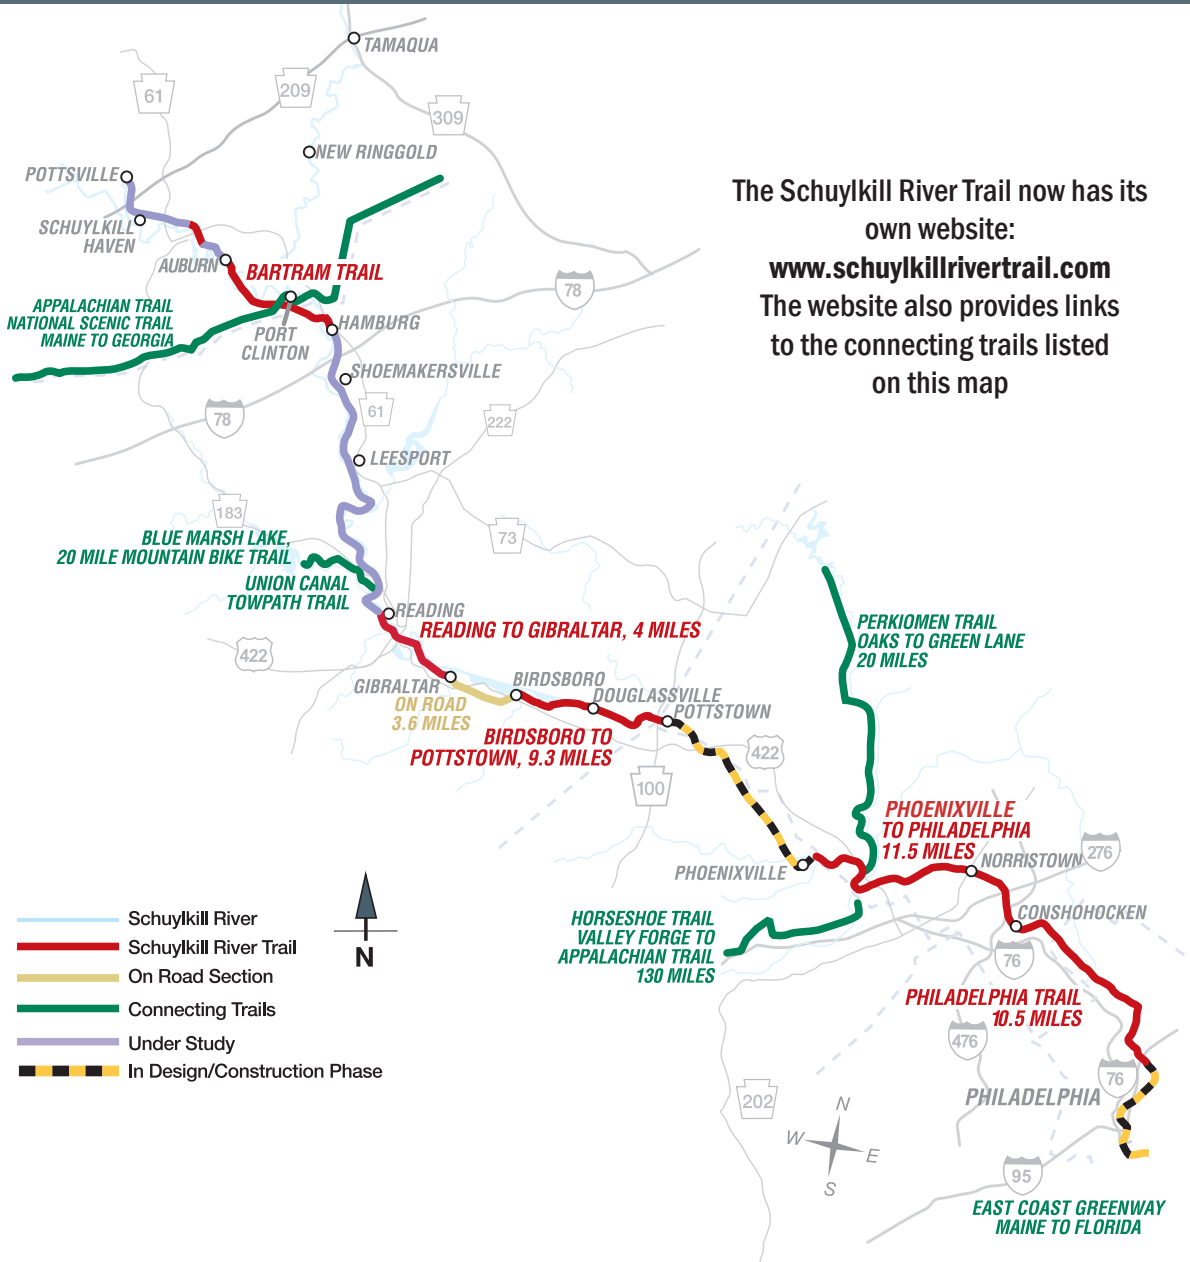 TAMAQUA
61
209
309
NEW RINGGOLD
POTTSVILLE
SCHUYLKILL
HAVEN
AUBURN
BARTRAM TRAIL
The Schuylkill River Trail now has its
own website:
www.schuylkillrivertrail.com
The website also provides links
to the connecting trails listed
on this map
78
APPALACHIAN TRAIL
NATIONAL SCENIC TRAIL
MAINE TO GEORGIA
PORT
CLINTON
HAMBURG
SHOEMAKERSVILLE
78
61
222
LEESPORT
183
73
BLUE MARSH LAKE,
20 MILE MOUNTAIN BIKE TRAIL
UNION CANAL
TOWPATH TRAIL
READING
READING TO GIBRALTAR, 4 MILES
422
PERKIOMEN TRAIL
OAKS TO GREEN LANE
20 MILES
GIBRALTAR
ON ROAD
3.6 MILES
BIRDSBORO
DOUGLASSVILLE
POTTSTOWN
BIRDSBORO TO
POTTSTOWN, 9.3 MILES
422
100
PHOENIXVILLE
TO PHILADELPHIA
11.5 MILES
PHOENIXVILLE
NORRISTOWN
276
HORSESHOE TRAIL
VALLEY FORGE TO
APPALACHIAN TRAIL
130 MILES
CONSHOHOCKEN
76
PHILADELPHIA TRAIL
10.5 MILES
476
76
PHILADELPHIA
202
N
W
E
S
95
EAST COAST GREENWAY
MAINE TO FLORIDA
Schuylkill River
Schuylkill River Trail
On Road Section
Connecting Trails
Under Study
In Design/Construction Phase
N